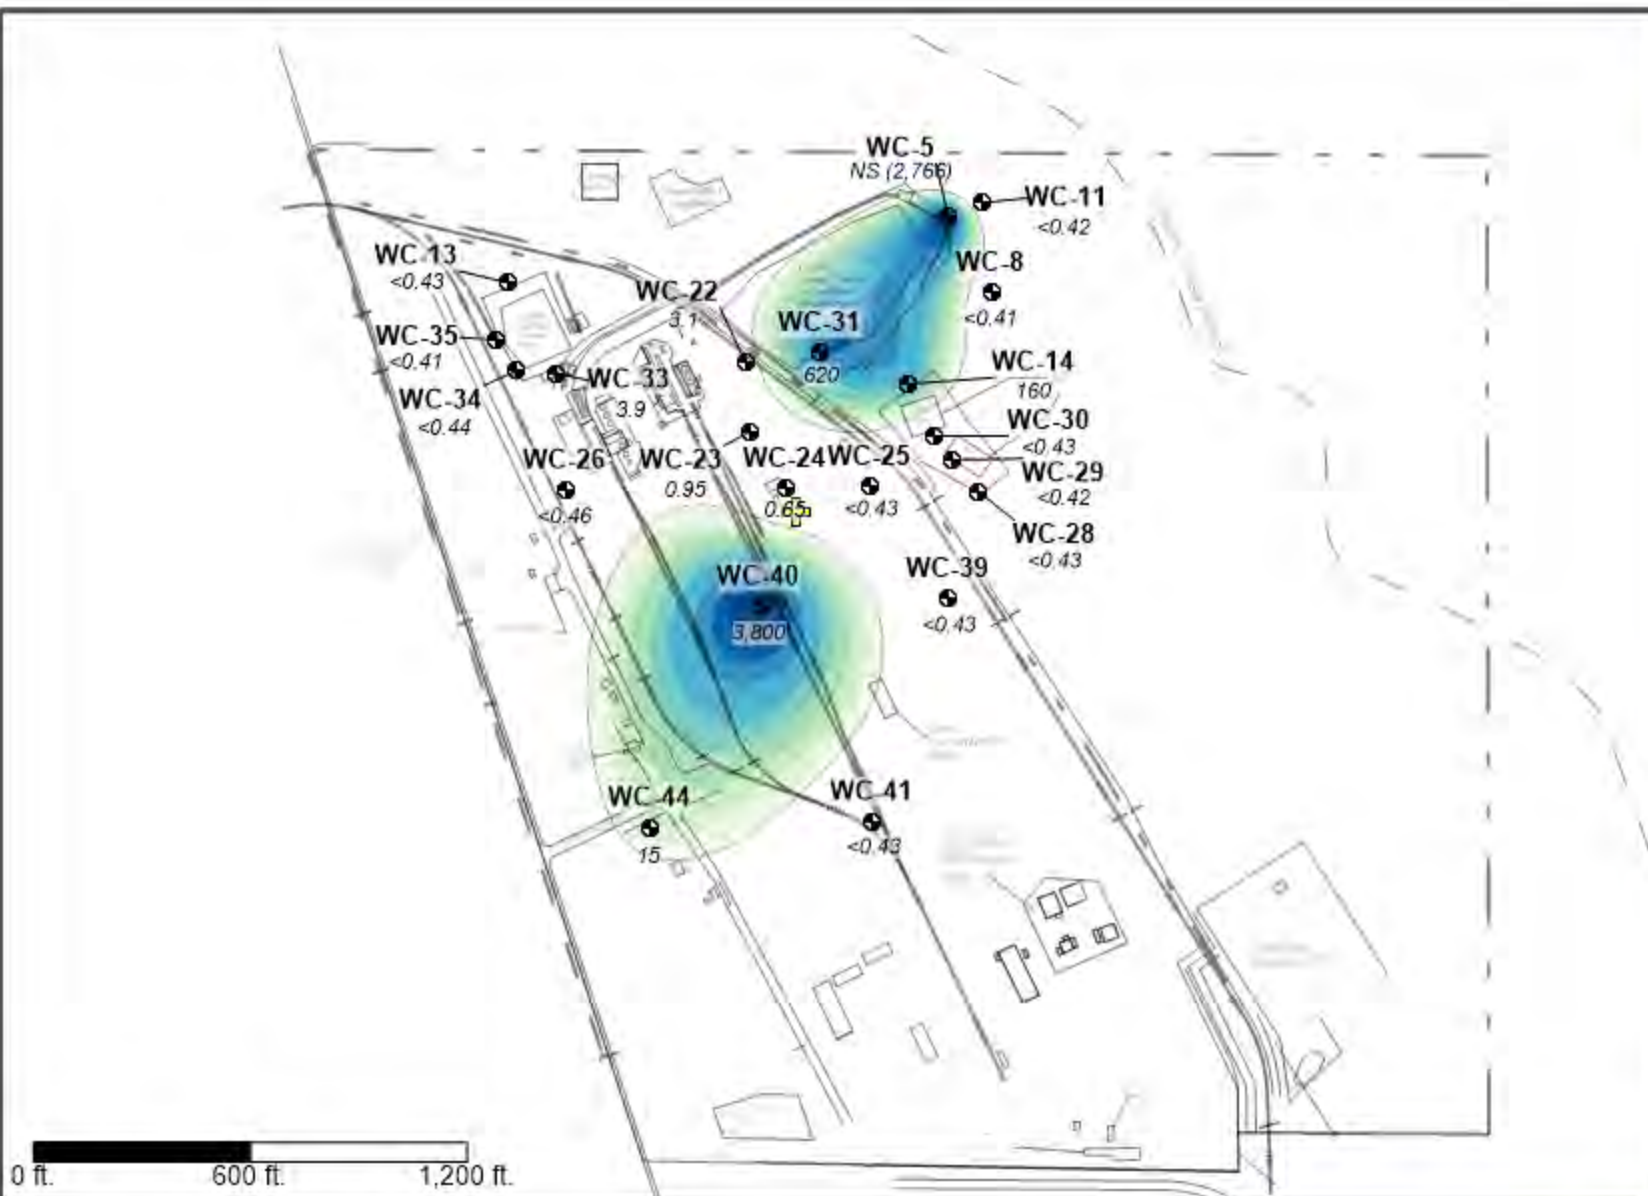 WC-5
NS (2,766)
WC-11
<0.42
WC-13
<0.43
WC-8
<0.41
WC-22
3.1
WC-31
620
WC-35
<0.41
WC-14
160
WC-33
3.9
WC-34
<0.44
WC-30
<0.43
WC-26
<0.46
WC-23
0.95
WC-24
0.65
WC-25
<0.43
WC-29
<0.42
WC-28
<0.43
WC-40
3,800
WC-39
<0.43
WC-44
15
WC-41
<0.43
0 ft.
600 ft.
1,200 ft.